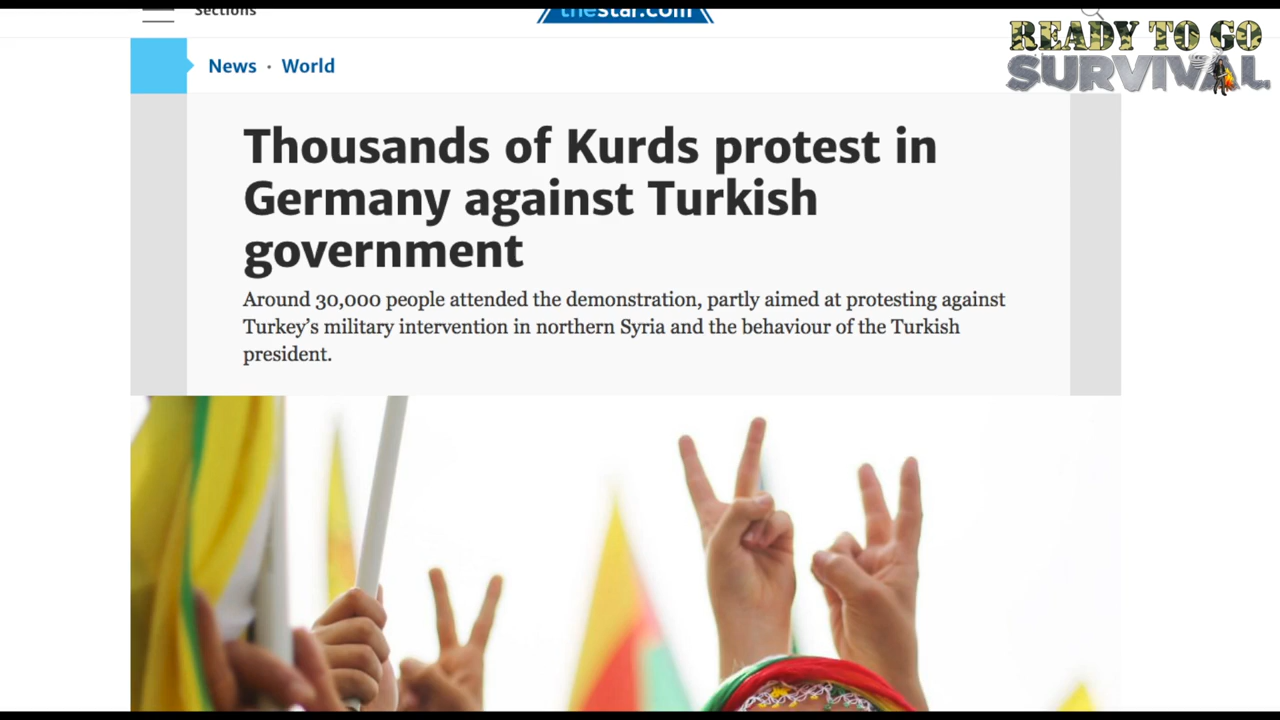 Sections
thestar.com
READY TO GO
SURVIVAL
News · World
Thousands of Kurds protest in
Germany against Turkish
government
Around 30,000 people attended the demonstration, partly aimed at protesting against
Turkey’s military intervention in northern Syria and the behaviour of the Turkish
president.